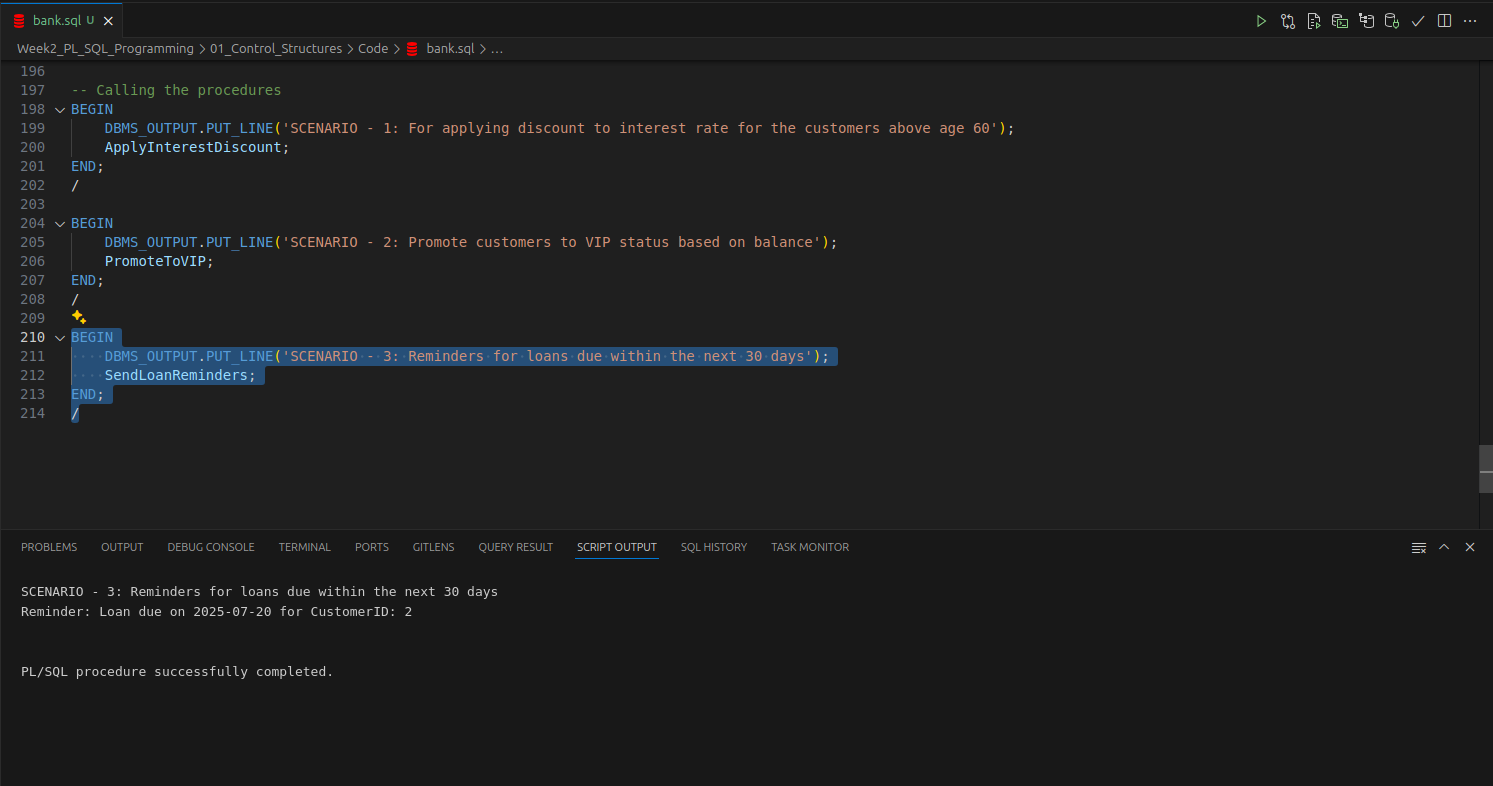 bank.sql U
Week2_PL_SQL_Programming > 01_Control_Structures > Code > bank.sql > ...
196
197 -- Calling the procedures
198 BEGIN
199 DBMS_OUTPUT.PUT_LINE('SCENARIO - 1: For applying discount to interest rate for the customers above age 60');
200 ApplyInterestDiscount;
201 END;
202 /
203
204 BEGIN
205 DBMS_OUTPUT.PUT_LINE('SCENARIO - 2: Promote customers to VIP status based on balance');
206 PromoteToVIP;
207 END;
208 /
209
210 BEGIN
211 DBMS_OUTPUT.PUT_LINE('SCENARIO - 3: Reminders for loans due within the next 30 days');
212 SendLoanReminders;
213 END;
214 /
PROBLEMS OUTPUT DEBUG CONSOLE TERMINAL PORTS GITLENS QUERY RESULT SCRIPT OUTPUT SQL HISTORY TASK MONITOR
SCENARIO - 3: Reminders for loans due within the next 30 days
Reminder: Loan due on 2025-07-20 for CustomerID: 2
PL/SQL procedure successfully completed.